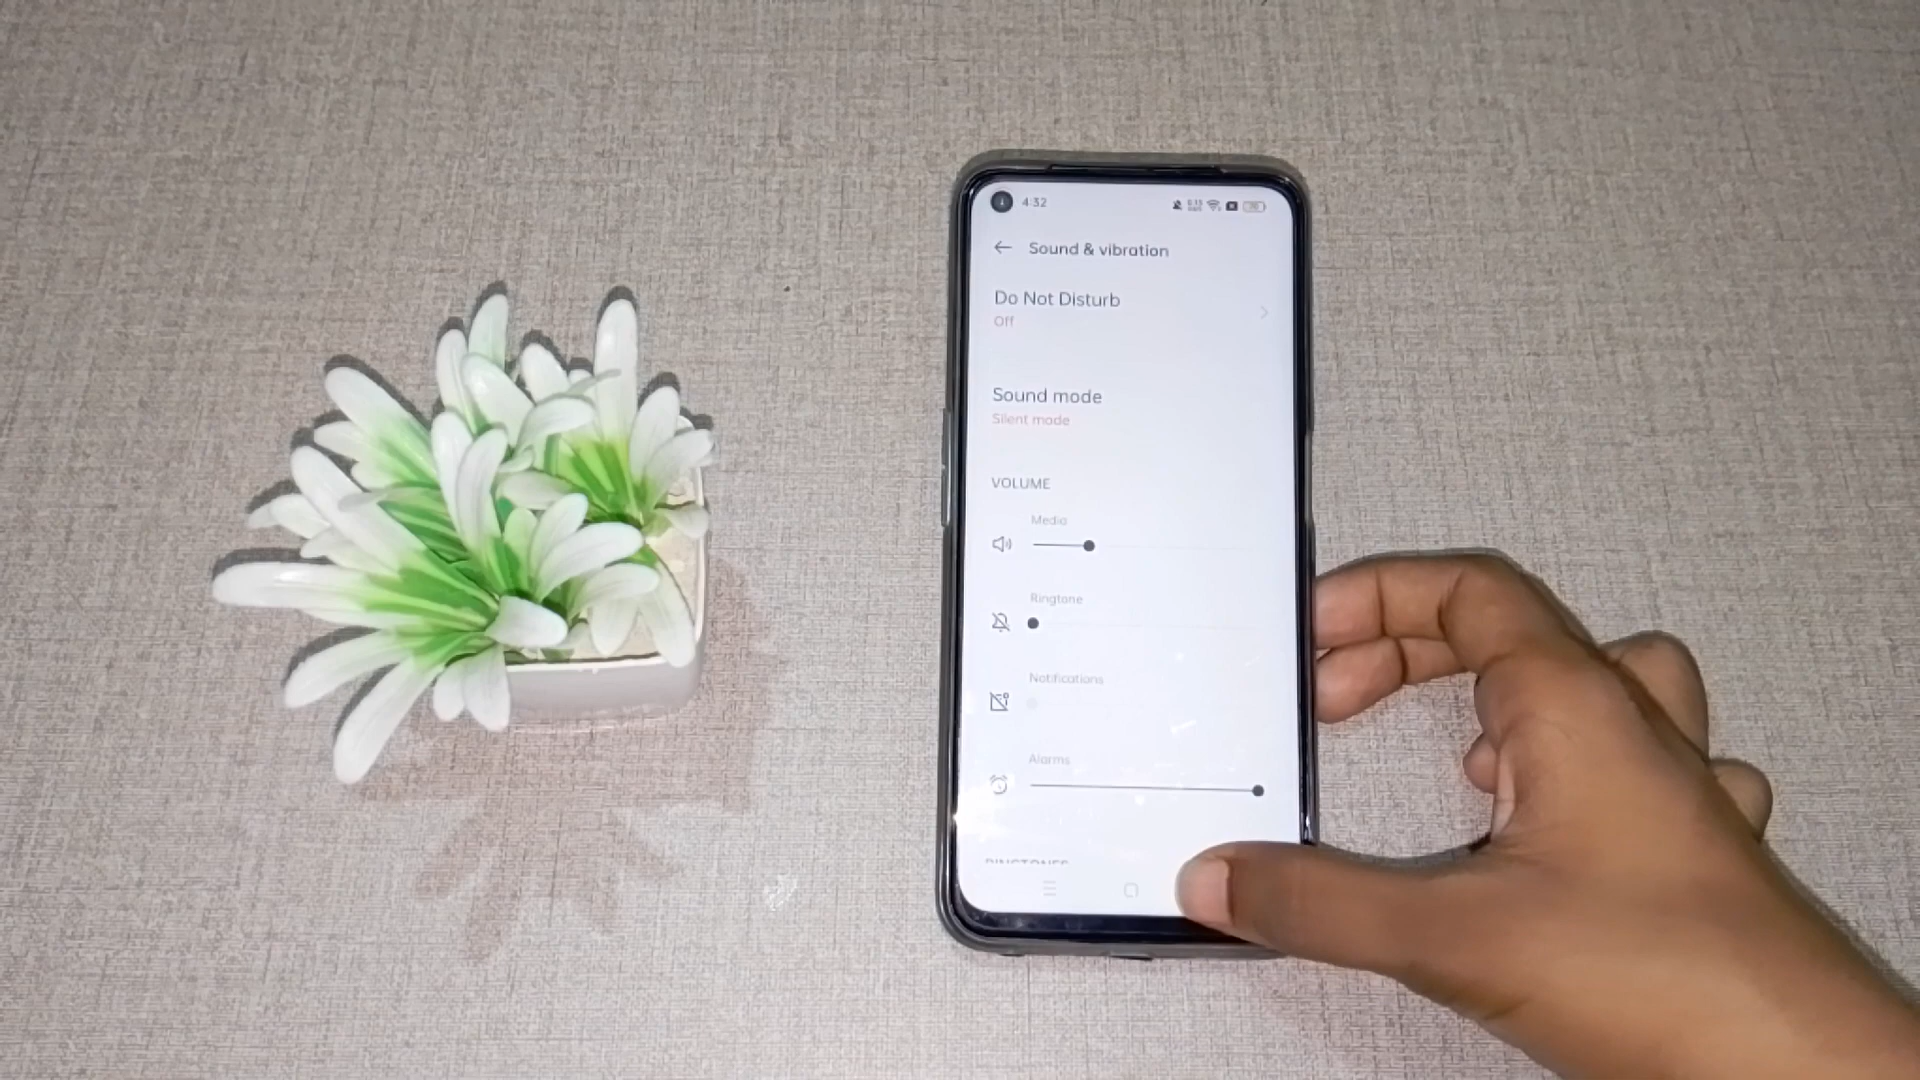 4:32
Sound & vibration
Do Not Disturb
Off
Sound mode
Silent mode
VOLUME
Media
Ringtone
Notifications
Alarms